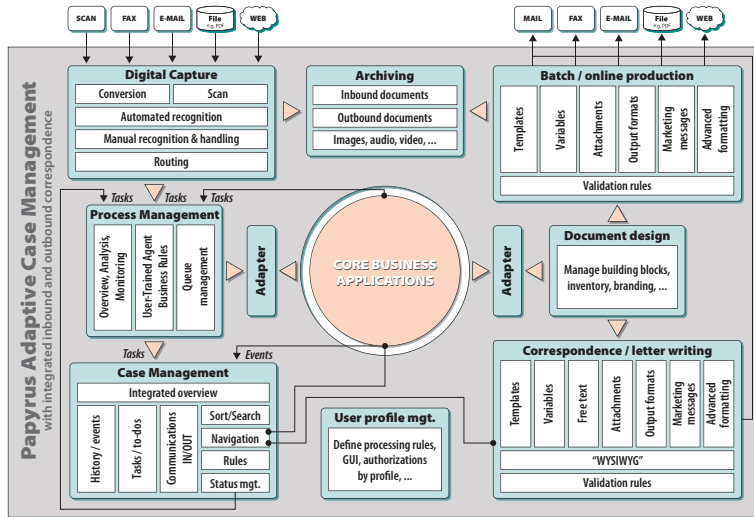 SCAN
FAX
E-MAIL
File
e.g. PDF
WEB
MAIL
FAX
E-MAIL
File
e.g. PDF
WEB
Papyrus Adaptive Case Management
with integrated inbound and outbound correspondence
Digital Capture
Conversion
Scan
Automated recognition
Manual recognition & handling
Routing
Archiving
Inbound documents
Outbound documents
Images, audio, video, ...
Batch / online production
Templates
Variables
Attachments
Output formats
Marketing
messages
Advanced
formatting
Validation rules
Tasks
Tasks
Tasks
Process Management
Overview, Analysis,
Monitoring
User-Trained Agent
Business Rules
Queue
management
Adapter
CORE BUSINESS
APPLICATIONS
Adapter
Document design
Manage building blocks,
inventory, branding, ...
Tasks
Events
Case Management
Integrated overview
History / events
Tasks / to-dos
Communications
IN/OUT
Sort/Search
Navigation
Rules
Status mgt.
User profile mgt.
Define processing rules,
GUI, authorizations
by profile, ...
Correspondence / letter writing
Templates
Variables
Free text
Attachments
Output formats
Marketing
messages
Advanced
formatting
“WYSIWYG”
Validation rules